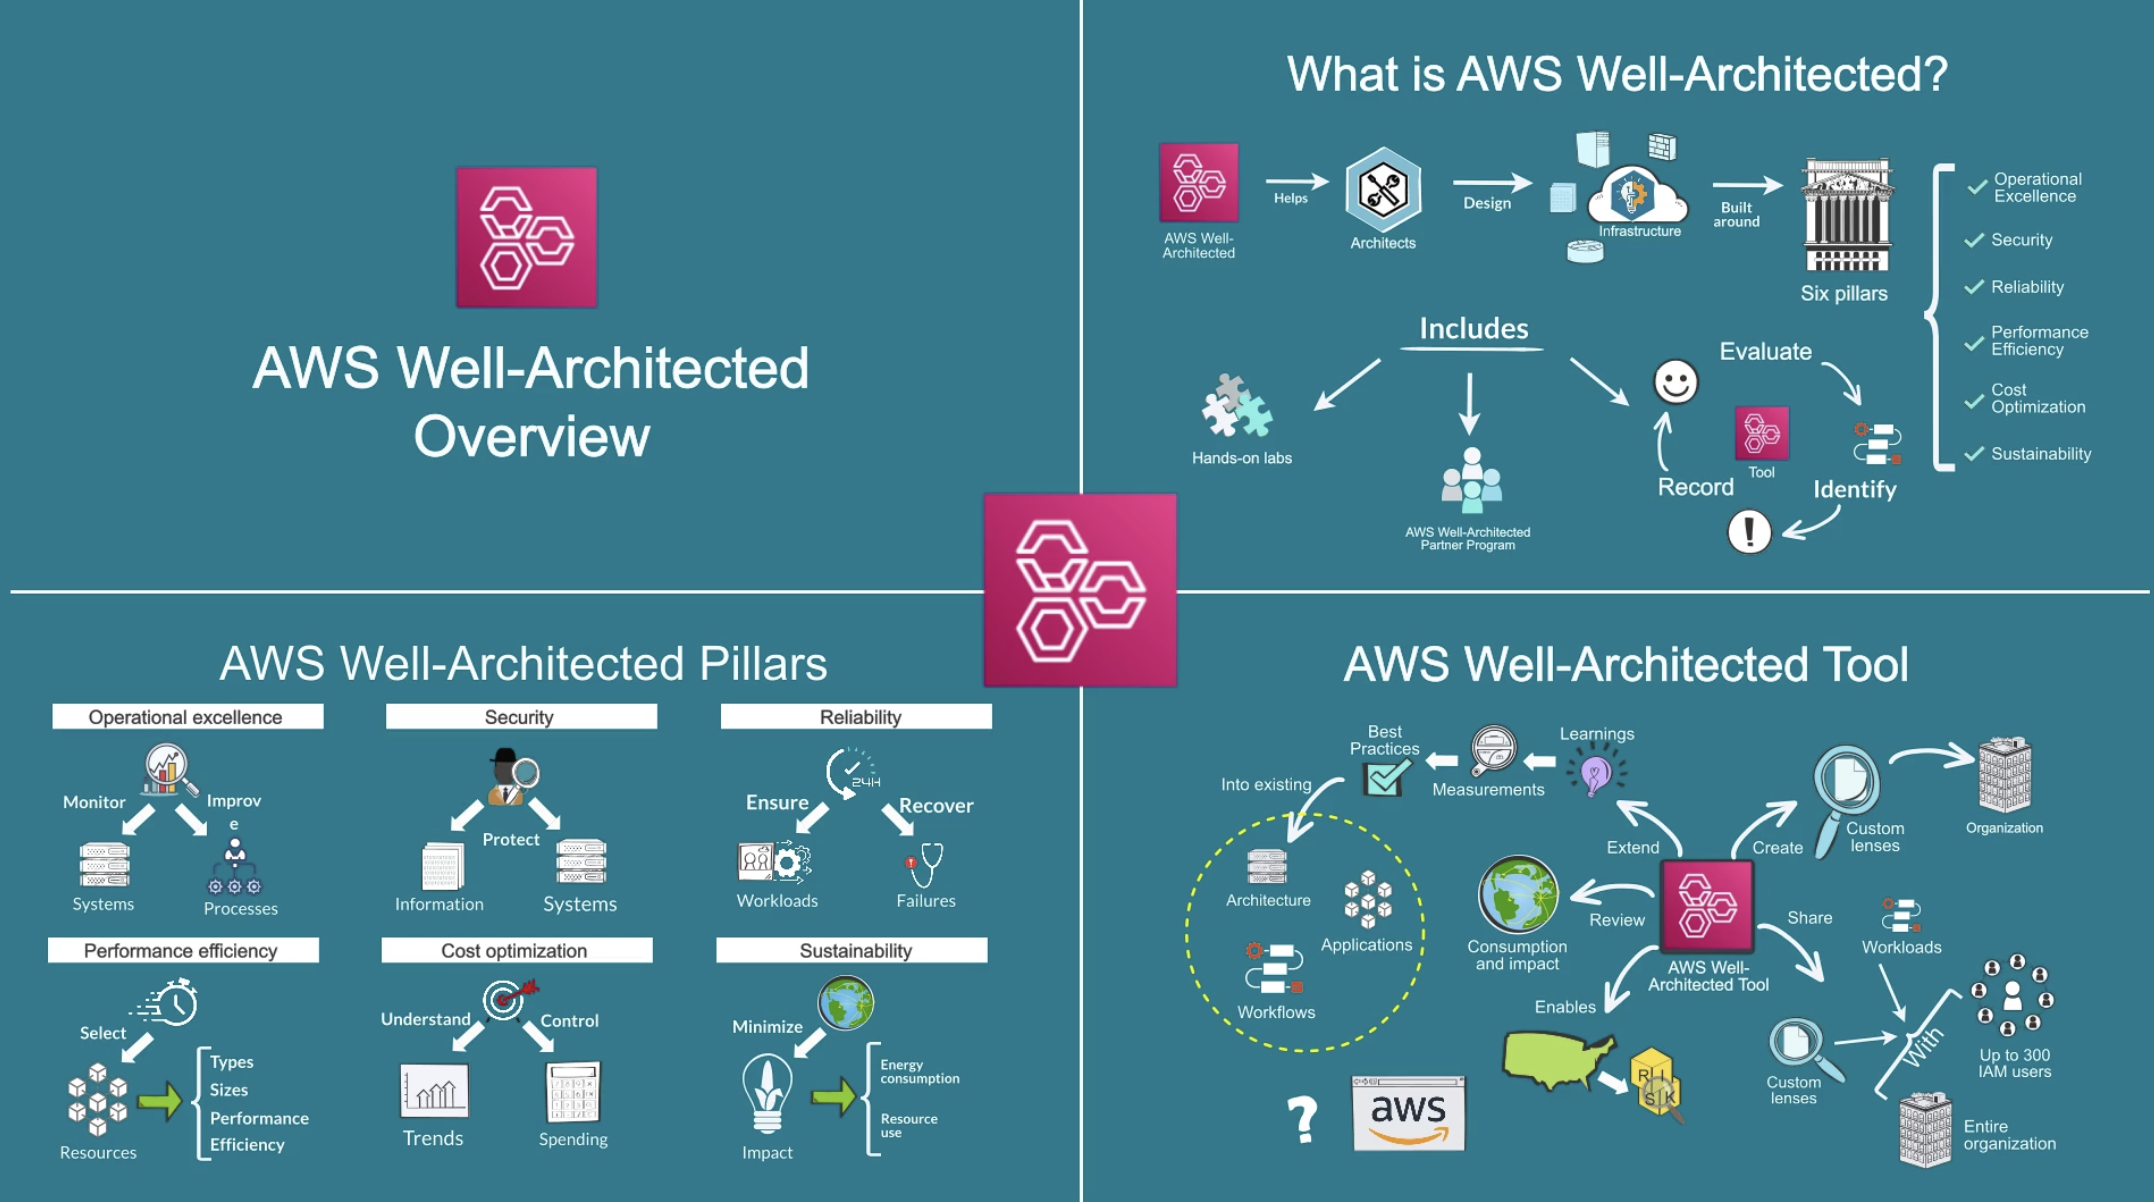 AWS Well-Architected
Overview
What is AWS Well-Architected?
AWS Well-
Architected
Helps
Architects
Design
Infrastructure
Built
around
Six pillars
Operational
Excellence
Security
Reliability
Performance
Efficiency
Cost
Optimization
Sustainability
Includes
Hands-on labs
AWS Well-Architected
Partner Program
Evaluate
Tool
Record
Identify
!
AWS Well-Architected Pillars
Operational excellence
Monitor
Improv
e
Systems
Processes
Security
Protect
Information
Systems
Reliability
24H
Ensure
Recover
Workloads
Failures
Performance efficiency
Select
Resources
Types
Sizes
Performance
Efficiency
Cost optimization
Understand
Control
Trends
Spending
Sustainability
Minimize
Impact
Energy
consumption
Resource
use
AWS Well-Architected Tool
Best
Practices
Measurements
Learnings
Into existing
Architecture
Applications
Workflows
Extend
Create
Custom
lenses
Organization
Review
Consumption
and impact
AWS Well-
Architected Tool
Share
Workloads
Enables
RISK
With
Custom
lenses
Up to 300
IAM users
Entire
organization
?
aws